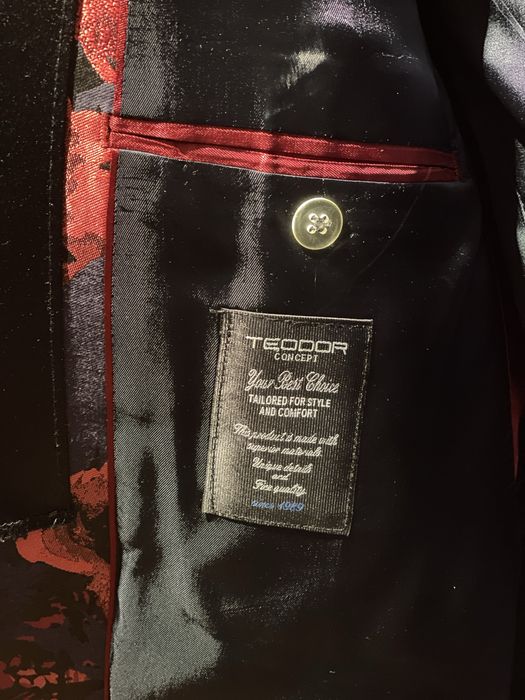 TEODOR
CONCEPT
Your Best Choice
TAILORED FOR STYLE
AND COMFORT
This product is made with
superior materials
Unique details
and
Fine quality
since 1989